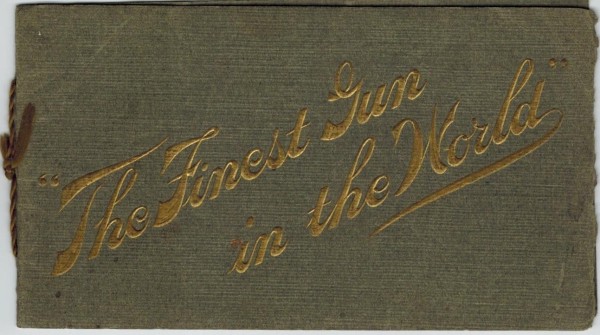 "The Finest Gun
in the World"